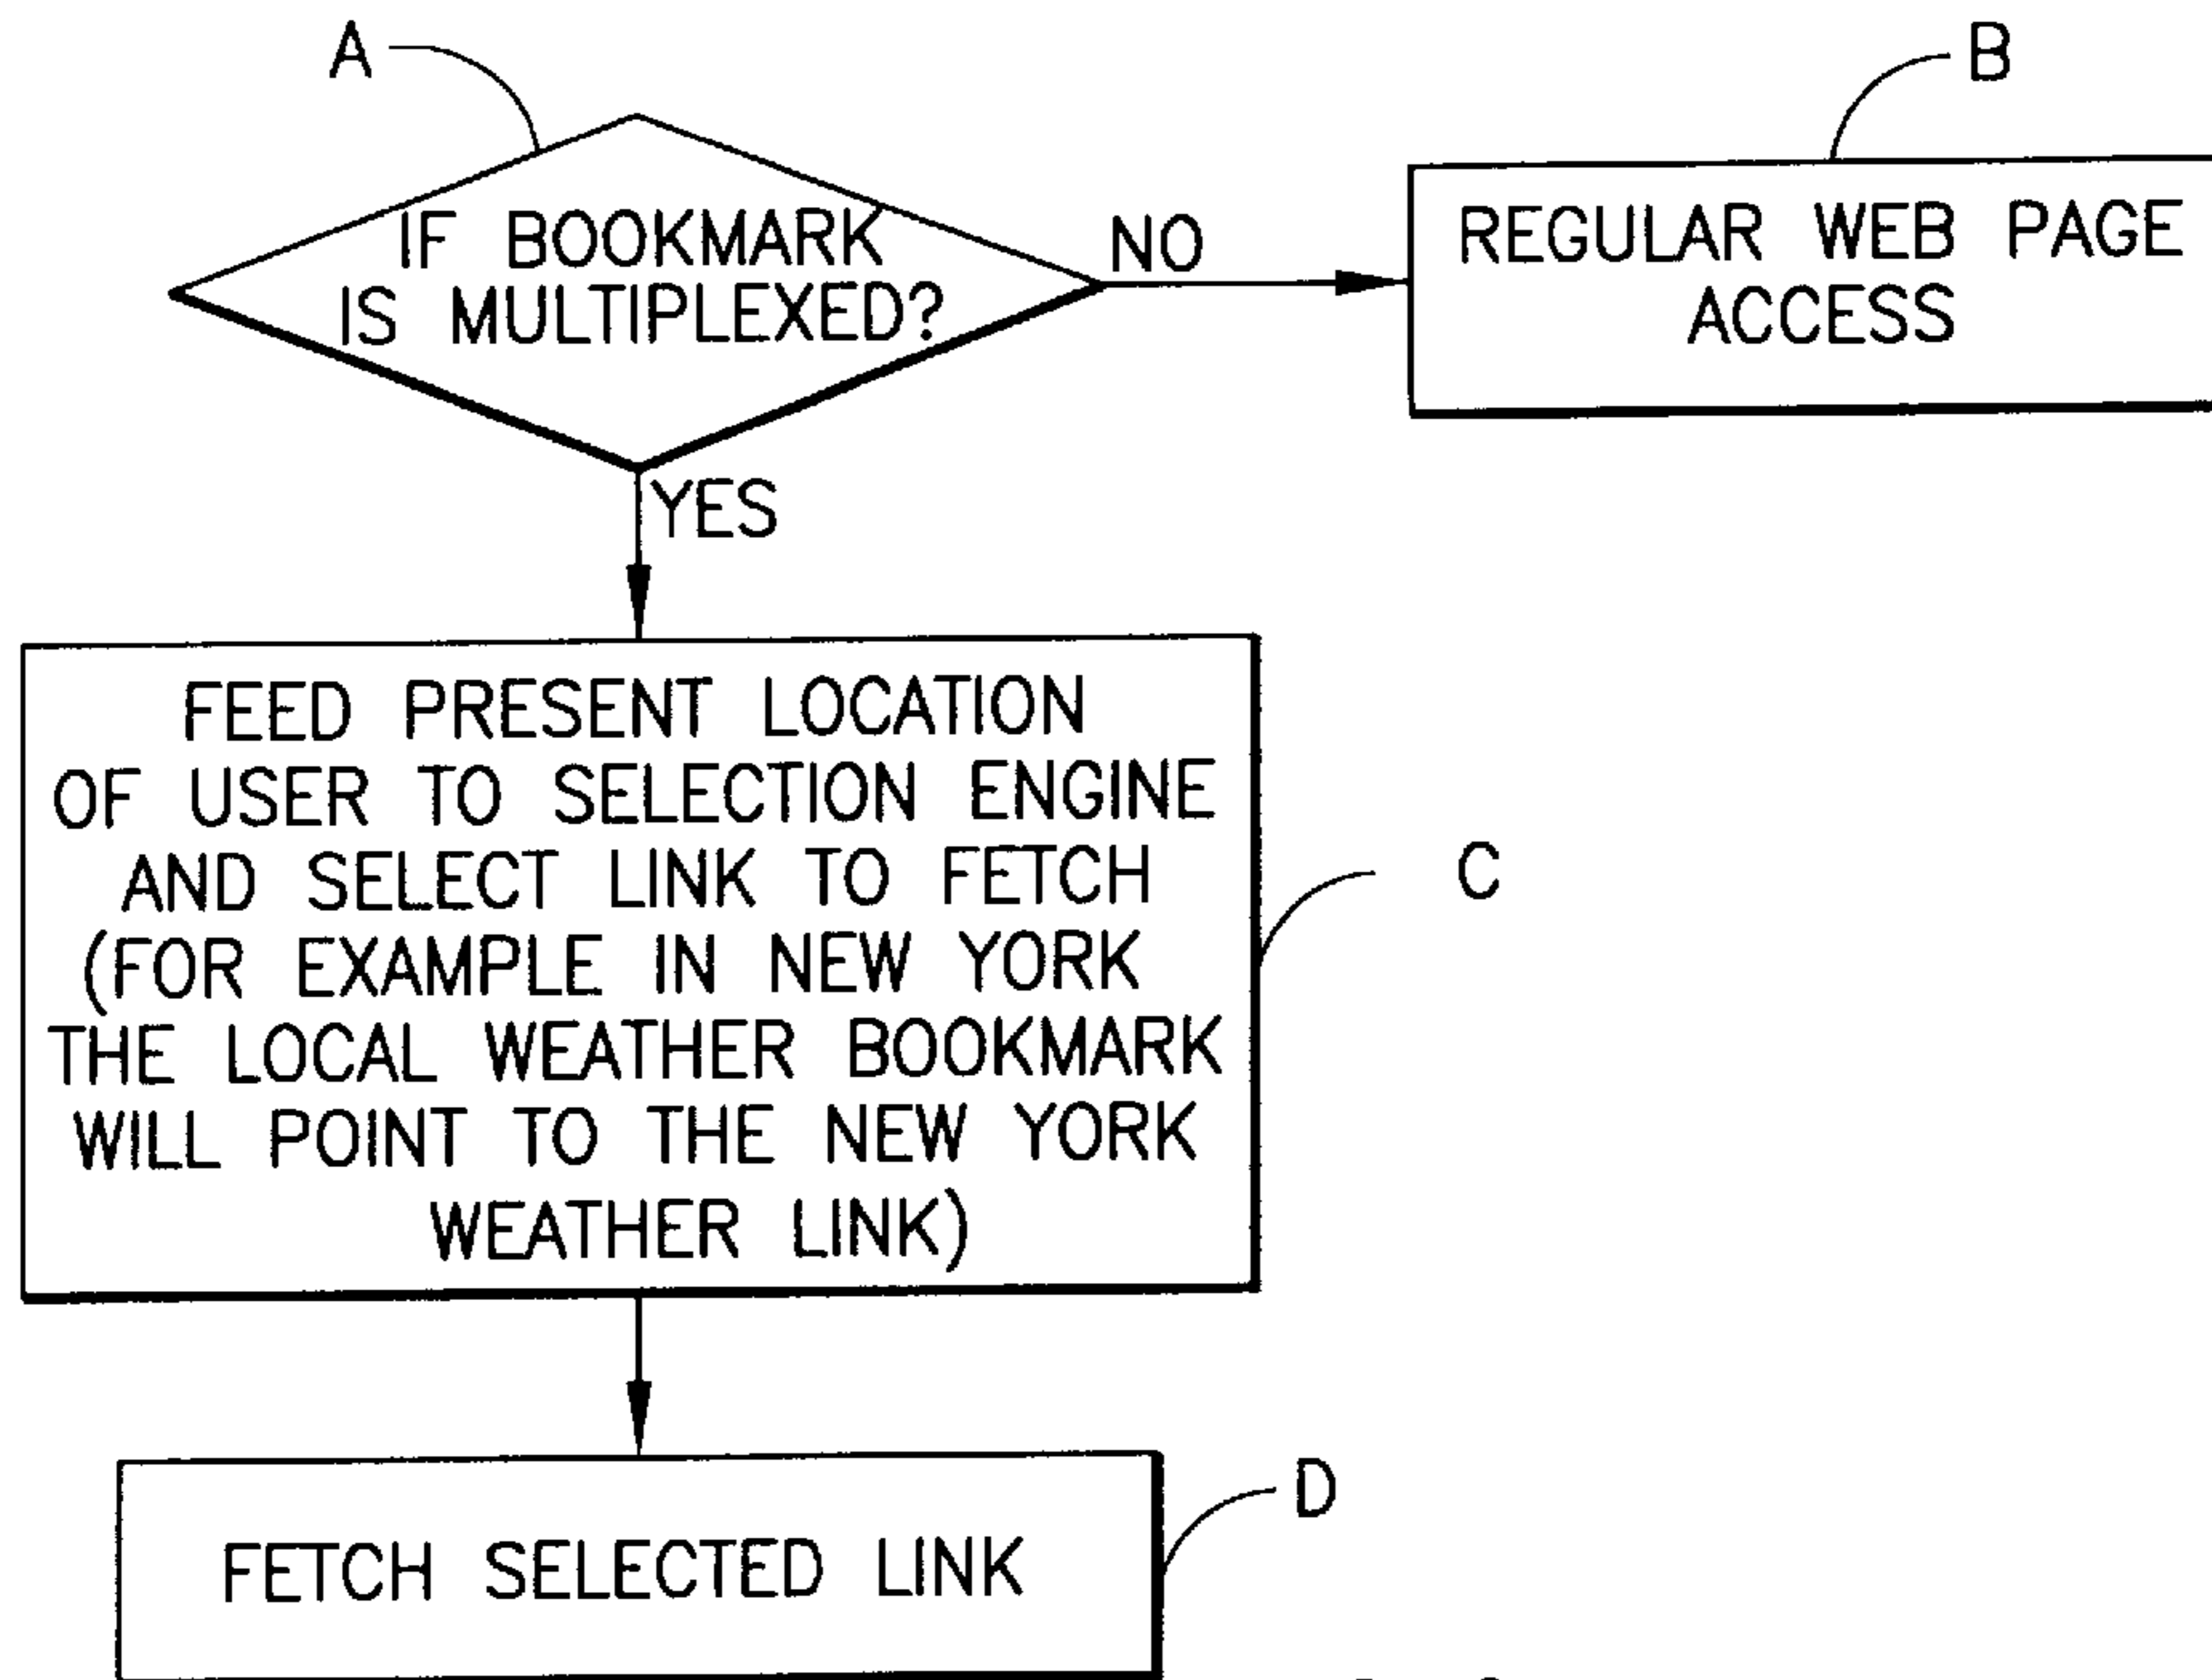 A
B
IF BOOKMARK
IS MULTIPLEXED?
NO
REGULAR WEB PAGE
ACCESS
YES
FEED PRESENT LOCATION
OF USER TO SELECTION ENGINE
AND SELECT LINK TO FETCH
(FOR EXAMPLE IN NEW YORK
THE LOCAL WEATHER BOOKMARK
WILL POINT TO THE NEW YORK
WEATHER LINK)
C
D
FETCH SELECTED LINK